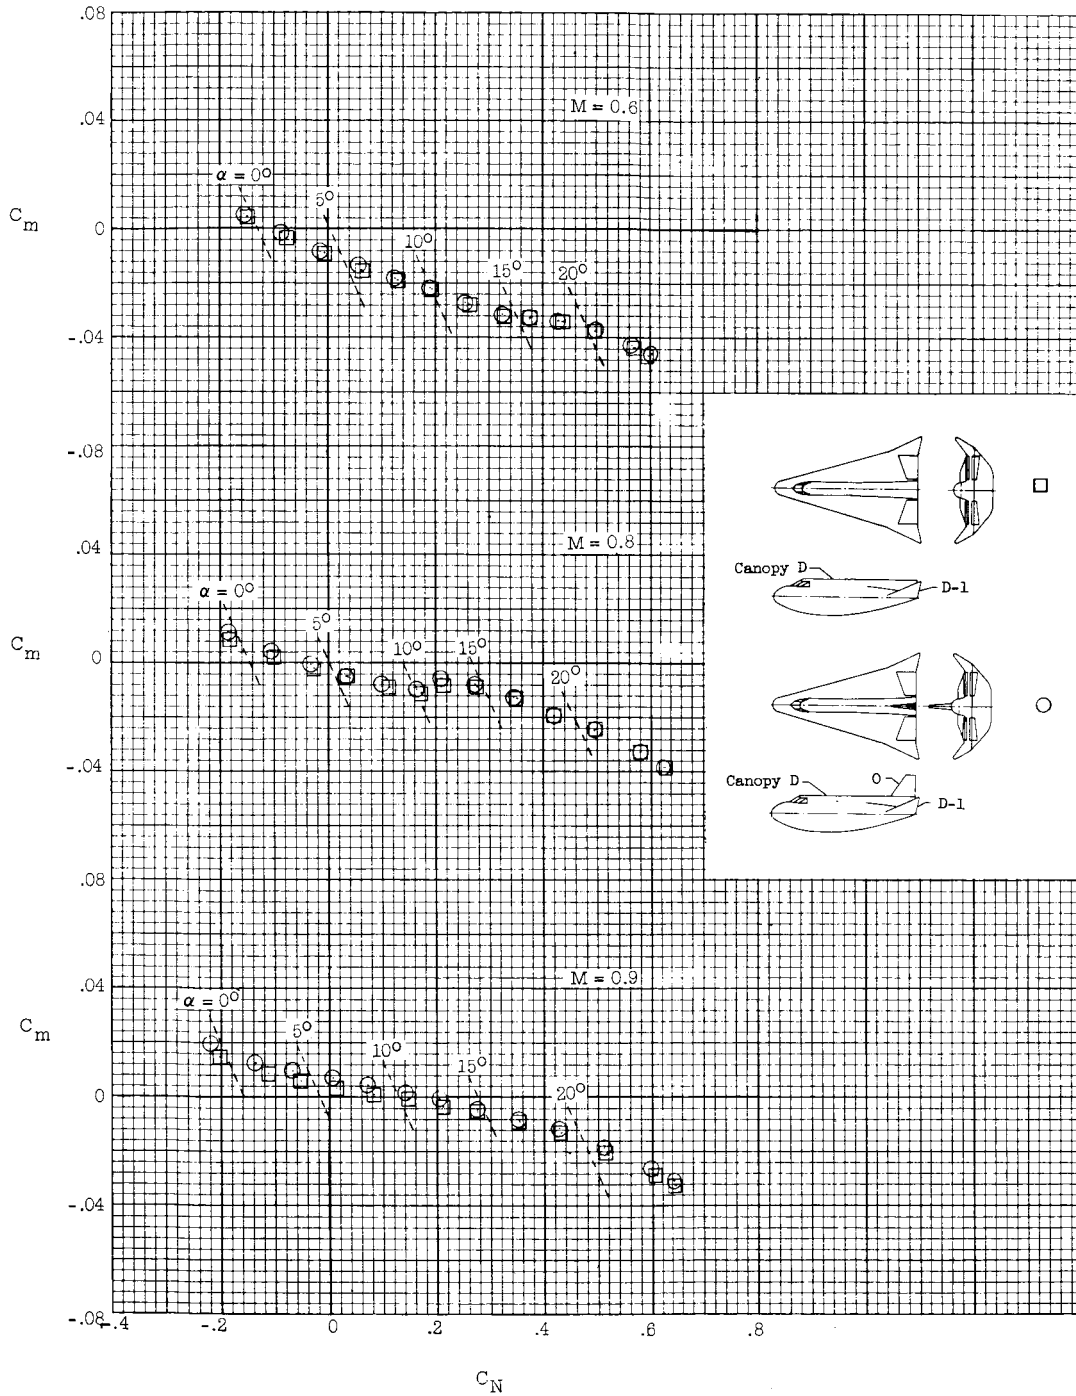 .08
M = 0.6
.04
α = 0°
5°
C_m
0
10°
15°
20°
-.04
-.08
M = 0.8
.04
Canopy D
D-1
α = 0°
5°
C_m
0
10°
15°
20°
Canopy D
O
D-1
-.04
.08
M = 0.9
.04
α = 0°
5°
C_m
10°
15°
20°
0
-.04
-.08
-.4
-.2
0
.2
.4
.6
.8
C_N